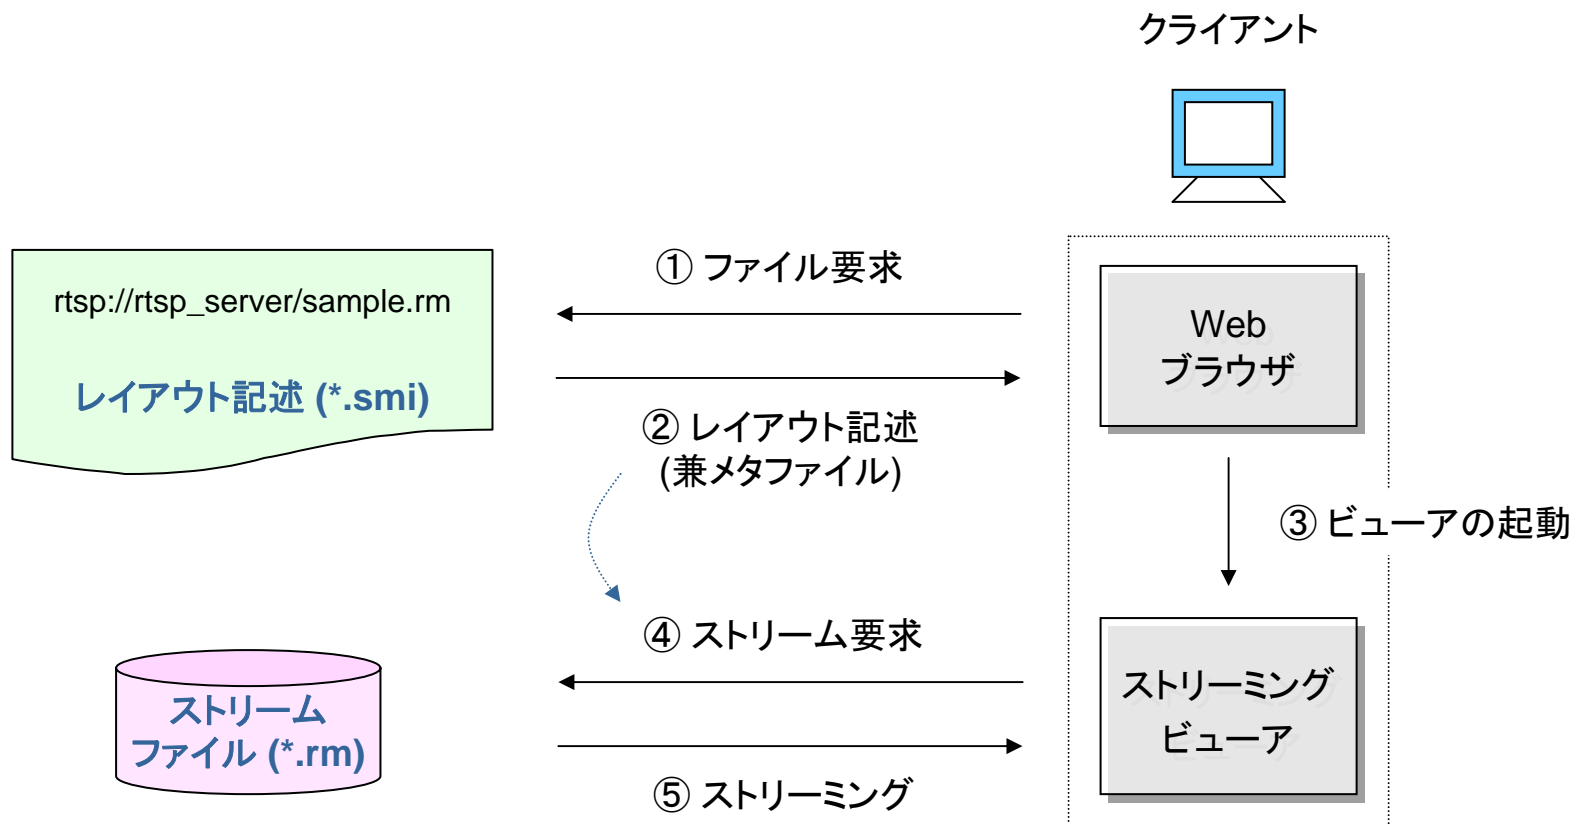 クライアント
① ファイル要求
rtsp://rtsp_server/sample.rm
Web
ブラウザ
レイアウト記述 (*.smi)
② レイアウト記述
(兼メタファイル)
③ ビューアの起動
④ ストリーム要求
ストリーム
ファイル (*.rm)
ストリーミング
ビューア
⑤ ストリーミング